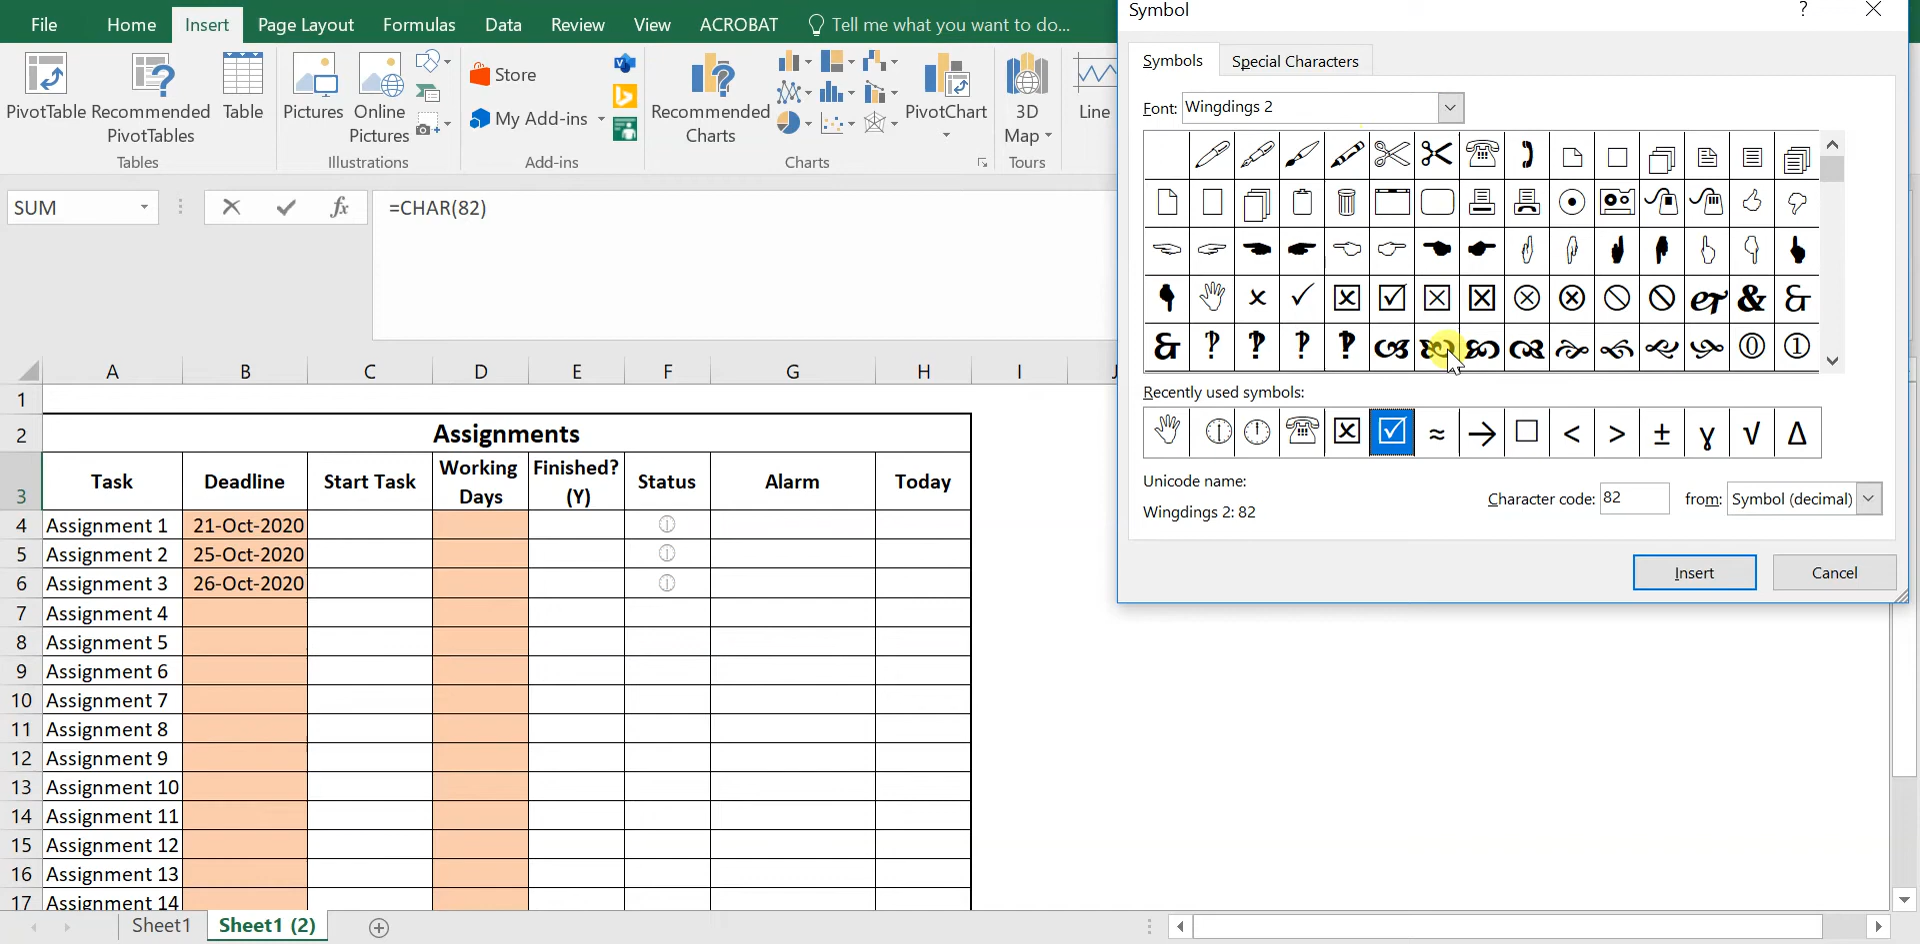 File Home Insert Page Layout Formulas Data Review View ACROBAT Tell me what you want to do...
PivotTable Recommended PivotTables Table
Tables
Pictures Online Pictures
Illustrations
Store
My Add-ins
Add-ins
Recommended Charts
PivotChart
Charts
3D Map
Tours
Line
SUM
fx
=CHAR(82)
A B C D E F G H I
1
2 Assignments
3 Task Deadline Start Task Working Days Finished? (Y) Status Alarm Today
4 Assignment 1 21-Oct-2020
5 Assignment 2 25-Oct-2020
6 Assignment 3 26-Oct-2020
7 Assignment 4
8 Assignment 5
9 Assignment 6
10 Assignment 7
11 Assignment 8
12 Assignment 9
13 Assignment 10
14 Assignment 11
15 Assignment 12
16 Assignment 13
17 Assignment 14
Sheet1 Sheet1 (2)
Symbol ?
Symbols Special Characters
Font: Wingdings 2
& &
& ? ? ? ? ⓪ ①
Recently used symbols:
≈ → □ < > ± γ √ Δ
Unicode name:
Wingdings 2: 82
Character code: 82 from: Symbol (decimal)
Insert Cancel